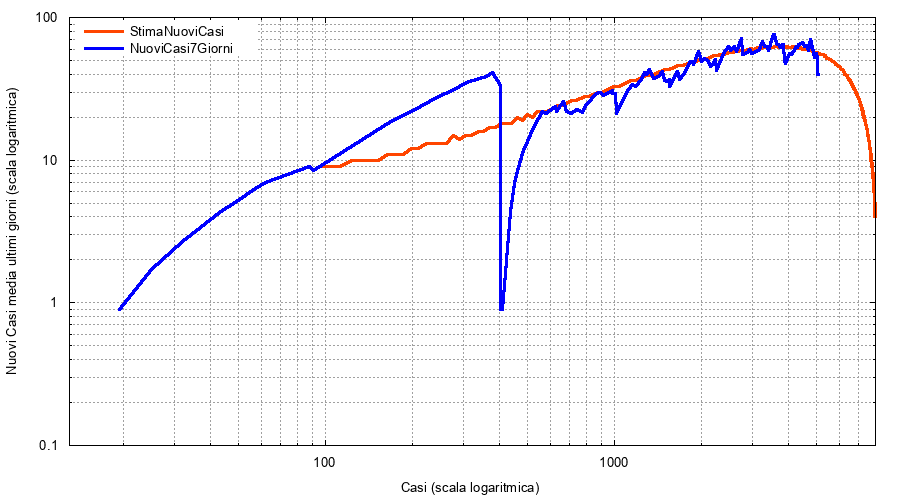 100
StimaNuoviCasi
NuoviCasi7Giorni
10
1
0.1
Nuovi Casi media ultimi giorni (scala logaritmica)
100
1000
Casi (scala logaritmica)